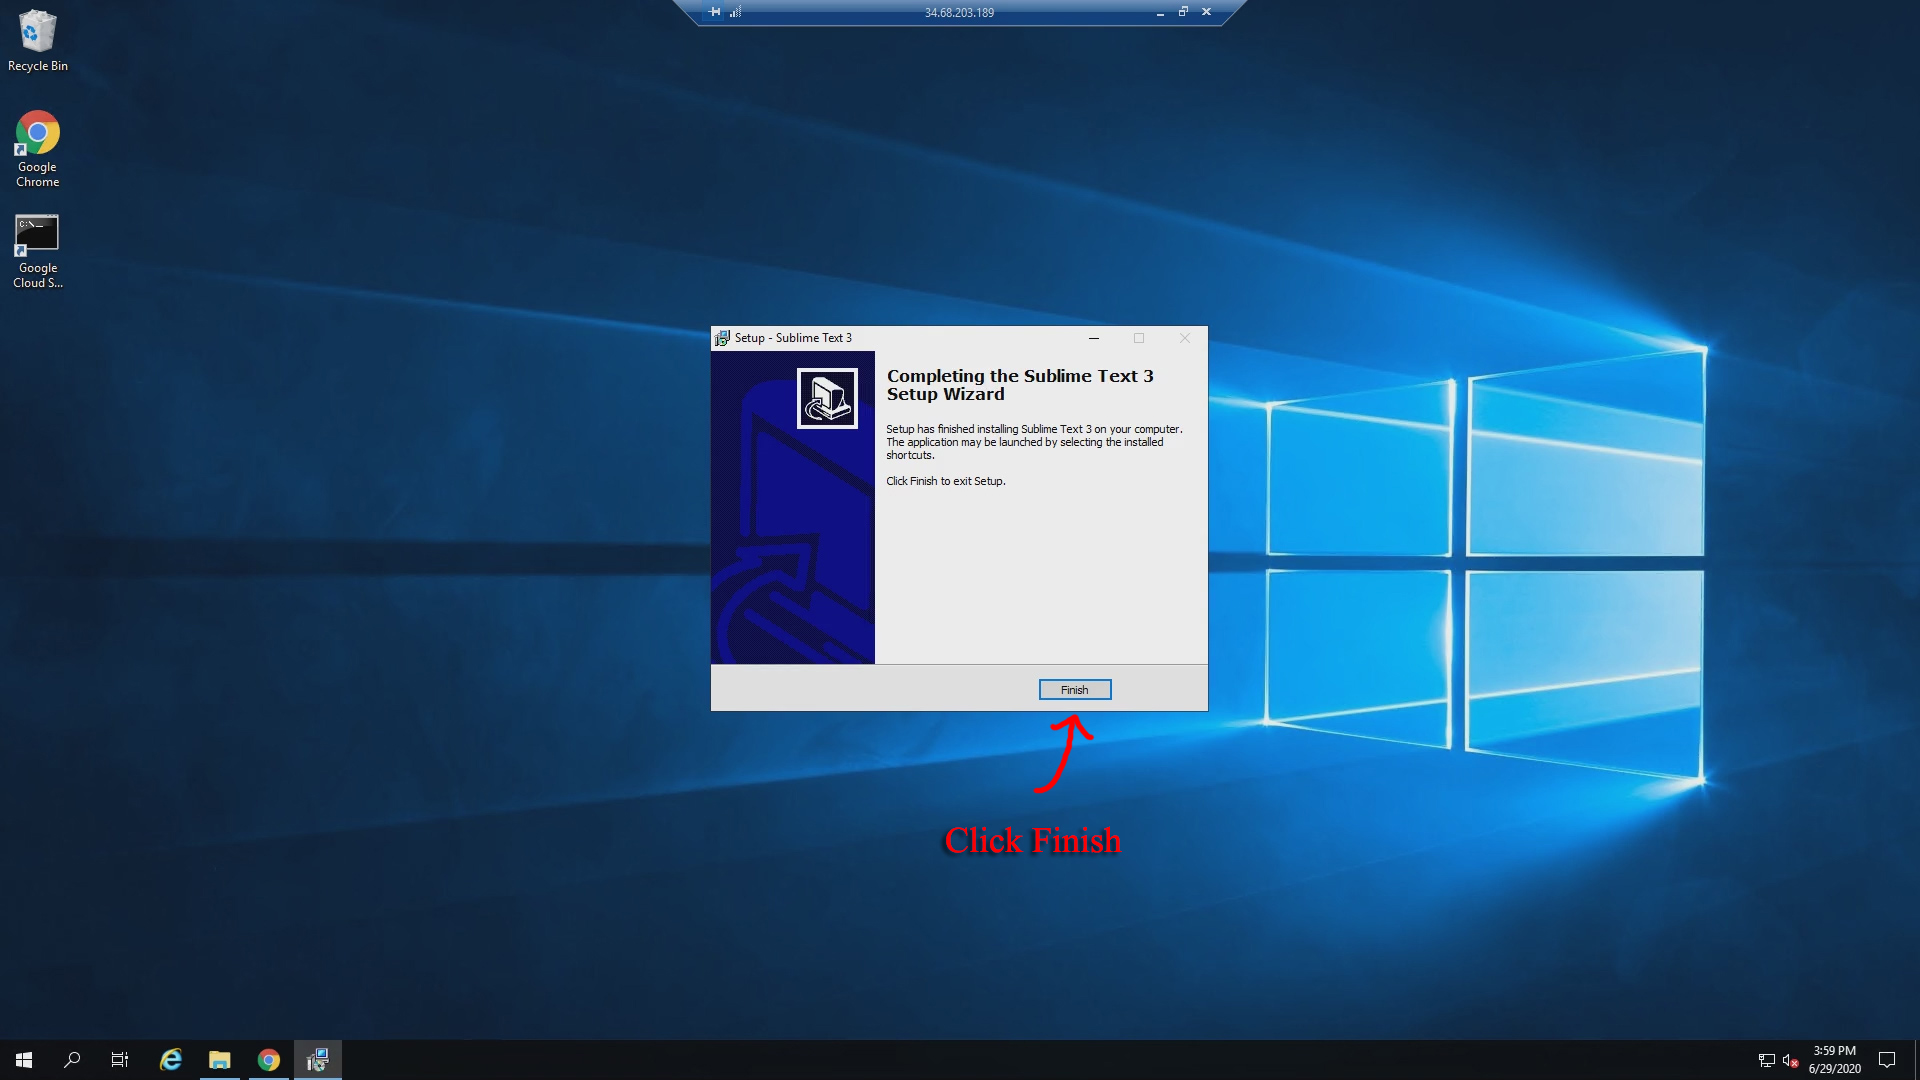 34.68.203.189
Recycle Bin
Google
Chrome
C:\_
Google
Cloud S...
Setup - Sublime Text 3
Completing the Sublime Text 3
Setup Wizard
Setup has finished installing Sublime Text 3 on your computer.
The application may be launched by selecting the installed
shortcuts.
Click Finish to exit Setup.
Finish
Click Finish
3:59 PM
6/29/2020